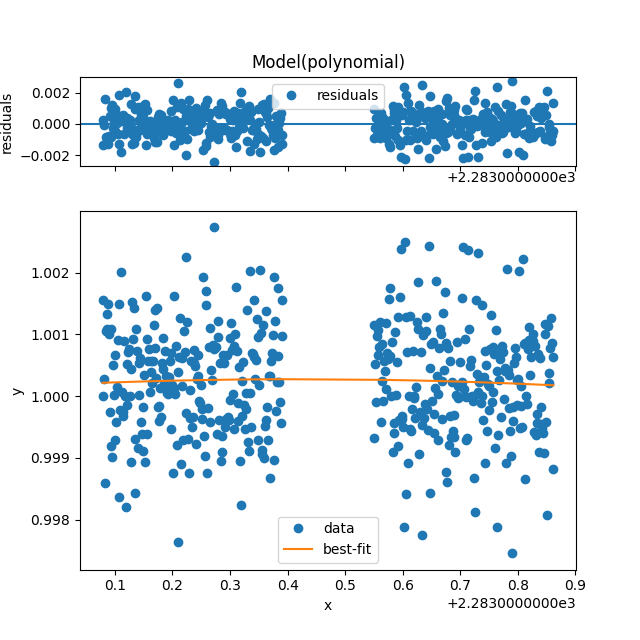 Model(polynomial)
residuals
0.002
0.000
−0.002
residuals
+2.2830000000e3
y
1.002
1.001
1.000
0.999
0.998
data
best-fit
0.1 0.2 0.3 0.4 0.5 0.6 0.7 0.8 0.9
x
+2.2830000000e3